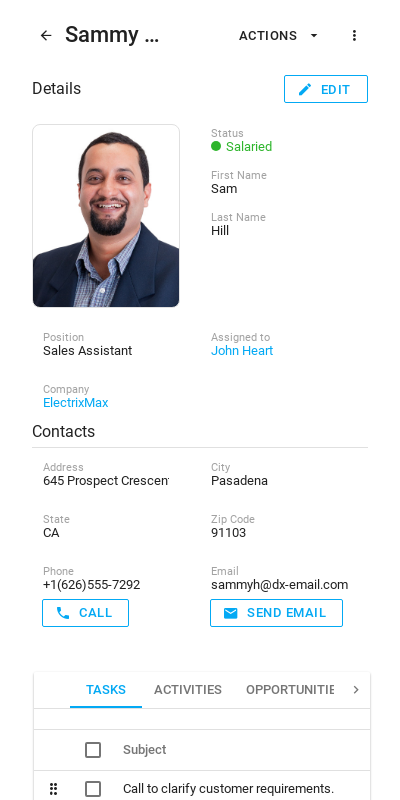 Sammy ...
ACTIONS
Details
EDIT
Status
Salaried
First Name
Sam
Last Name
Hill
Position
Sales Assistant
Assigned to
John Heart
Company
ElectrixMax
Contacts
Address
645 Prospect Crescen
City
Pasadena
State
CA
Zip Code
91103
Phone
+1(626)555-7292
Email
sammyh@dx-email.com
CALL
SEND EMAIL
TASKS ACTIVITIES OPPORTUNITIE
Subject
Call to clarify customer requirements.